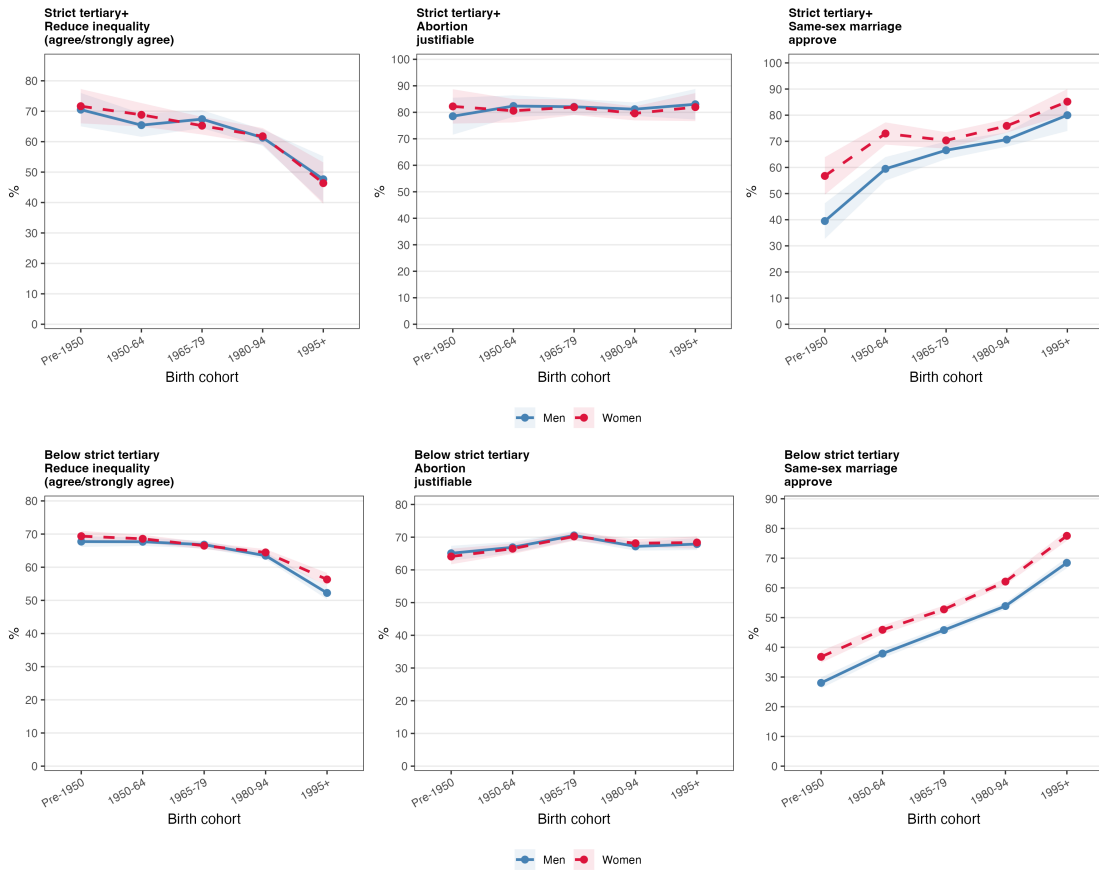 Strict tertiary+
Reduce inequality
(agree/strongly agree)
%
80
70
60
50
40
30
20
10
0
Pre-1950
1950-64
1965-79
1980-94
1995+
Birth cohort
Strict tertiary+
Abortion
justifiable
%
100
90
80
70
60
50
40
30
20
10
0
Pre-1950
1950-64
1965-79
1980-94
1995+
Birth cohort
Strict tertiary+
Same-sex marriage
approve
%
100
90
80
70
60
50
40
30
20
10
0
Pre-1950
1950-64
1965-79
1980-94
1995+
Birth cohort
Men Women
Below strict tertiary
Reduce inequality
(agree/strongly agree)
%
80
70
60
50
40
30
20
10
0
Pre-1950
1950-64
1965-79
1980-94
1995+
Birth cohort
Below strict tertiary
Abortion
justifiable
%
80
70
60
50
40
30
20
10
0
Pre-1950
1950-64
1965-79
1980-94
1995+
Birth cohort
Below strict tertiary
Same-sex marriage
approve
%
90
80
70
60
50
40
30
20
10
0
Pre-1950
1950-64
1965-79
1980-94
1995+
Birth cohort
Men Women